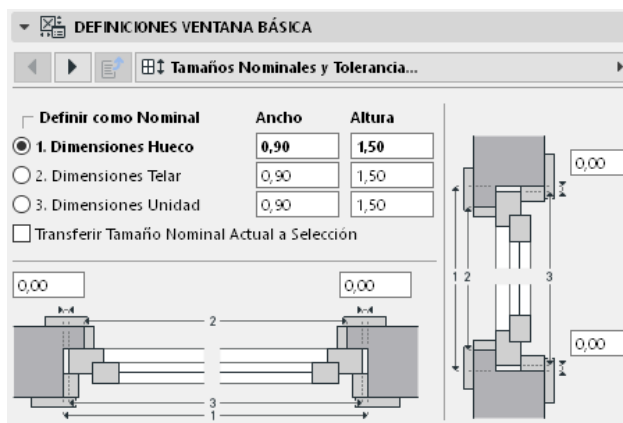 DEFINICIONES VENTANA BÁSICA
Tamaños Nominales y Tolerancia...
Definir como Nominal Ancho Altura
1. Dimensiones Hueco 0,90 1,50
2. Dimensiones Telar 0,90 1,50
3. Dimensiones Unidad 0,90 1,50
Transferir Tamaño Nominal Actual a Selección
0,00 0,00
2
3
1
0,00
1 2 3
0,00